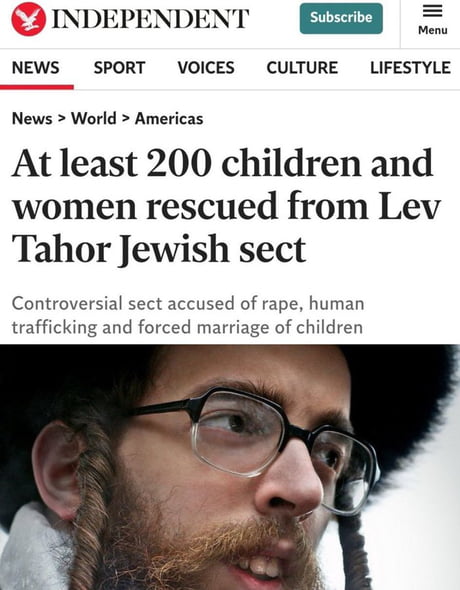 INDEPENDENT
Subscribe
Menu
NEWS SPORT VOICES CULTURE LIFESTYLE
News > World > Americas
At least 200 children and
women rescued from Lev
Tahor Jewish sect
Controversial sect accused of rape, human
trafficking and forced marriage of children